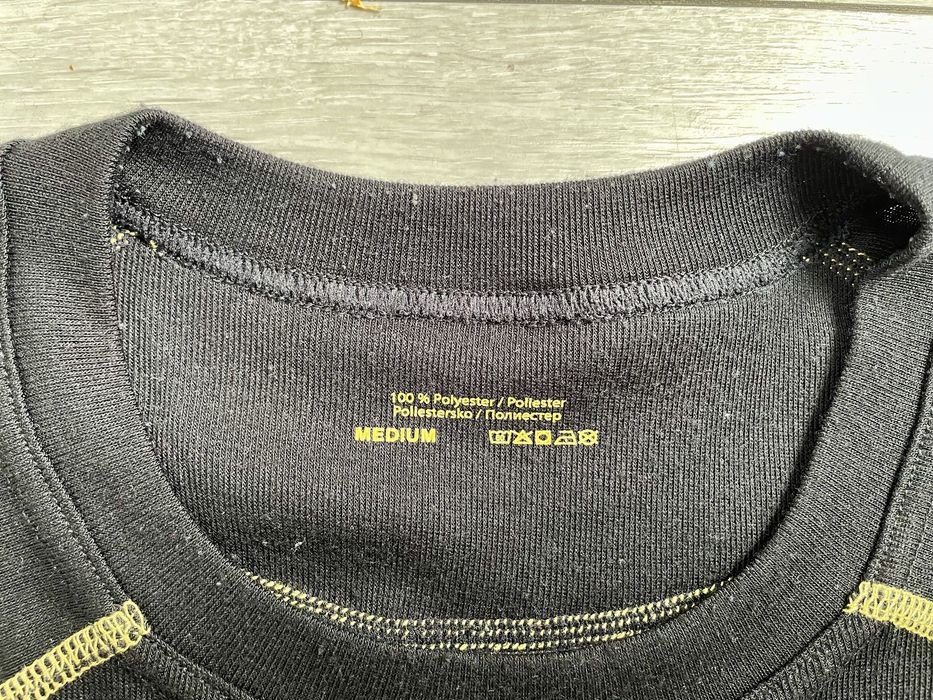 100 % Polyester / Poliester
Poliestersko / Полиестер
MEDIUM